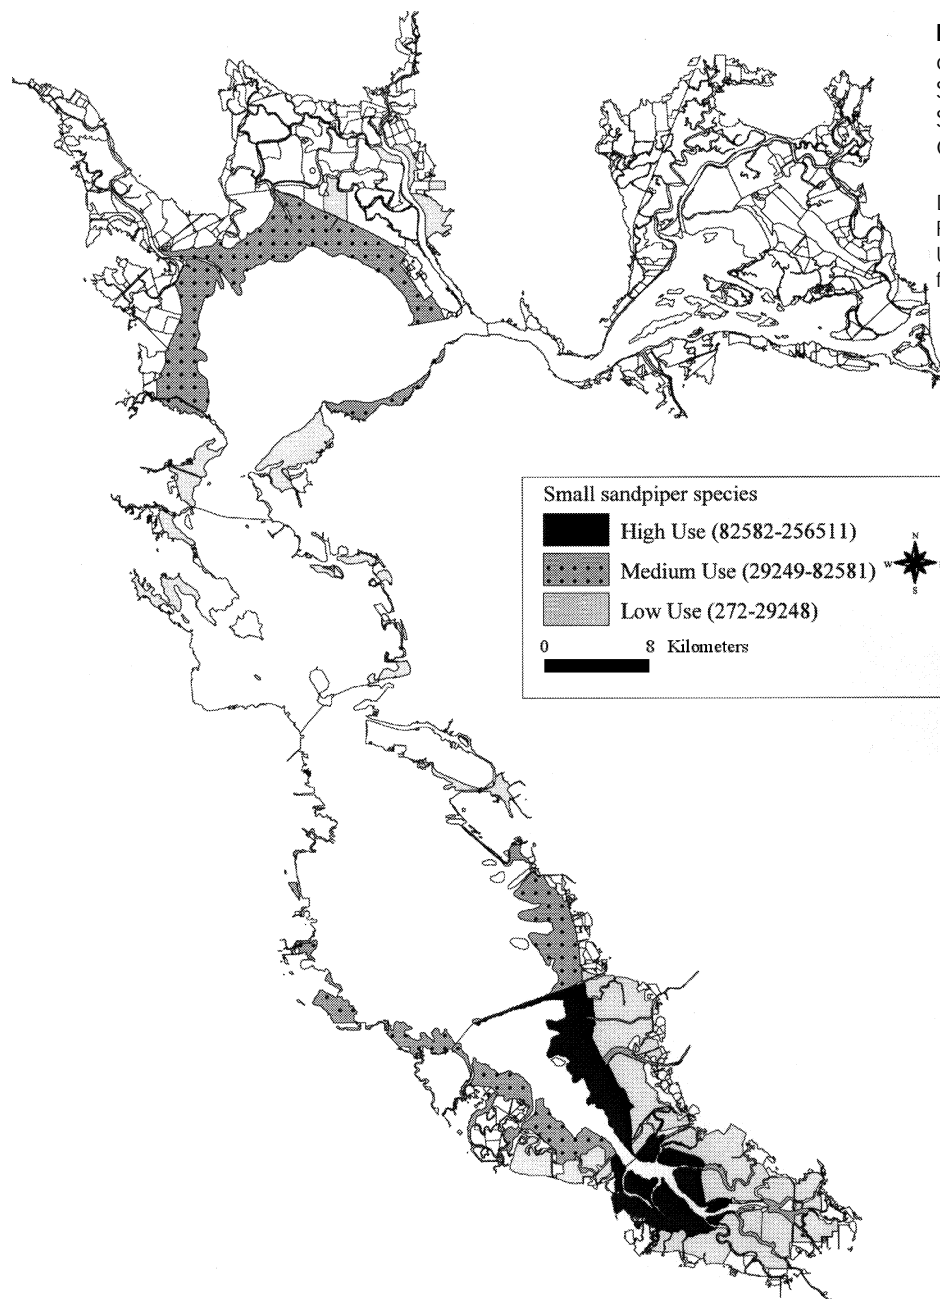 Small sandpiper species
High Use (82582-256511)
Medium Use (29249-82581)
Low Use (272-29248)
0 8 Kilometers
N
W
S